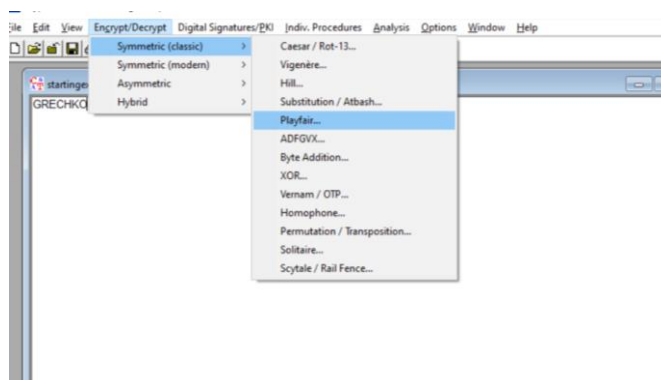 File Edit View Encrypt/Decrypt Digital Signatures/PKI Indiv. Procedures Analysis Options Window Help
Symmetric (classic) >
Symmetric (modern) >
Asymmetric >
Hybrid >
Caesar / Rot-13...
Vigenère...
Hill...
Substitution / Atbash...
Playfair...
ADFGVX...
Byte Addition...
XOR...
Vernam / OTP...
Homophone...
Permutation / Transposition...
Solitaire...
Scytale / Rail Fence...
GRECHKO